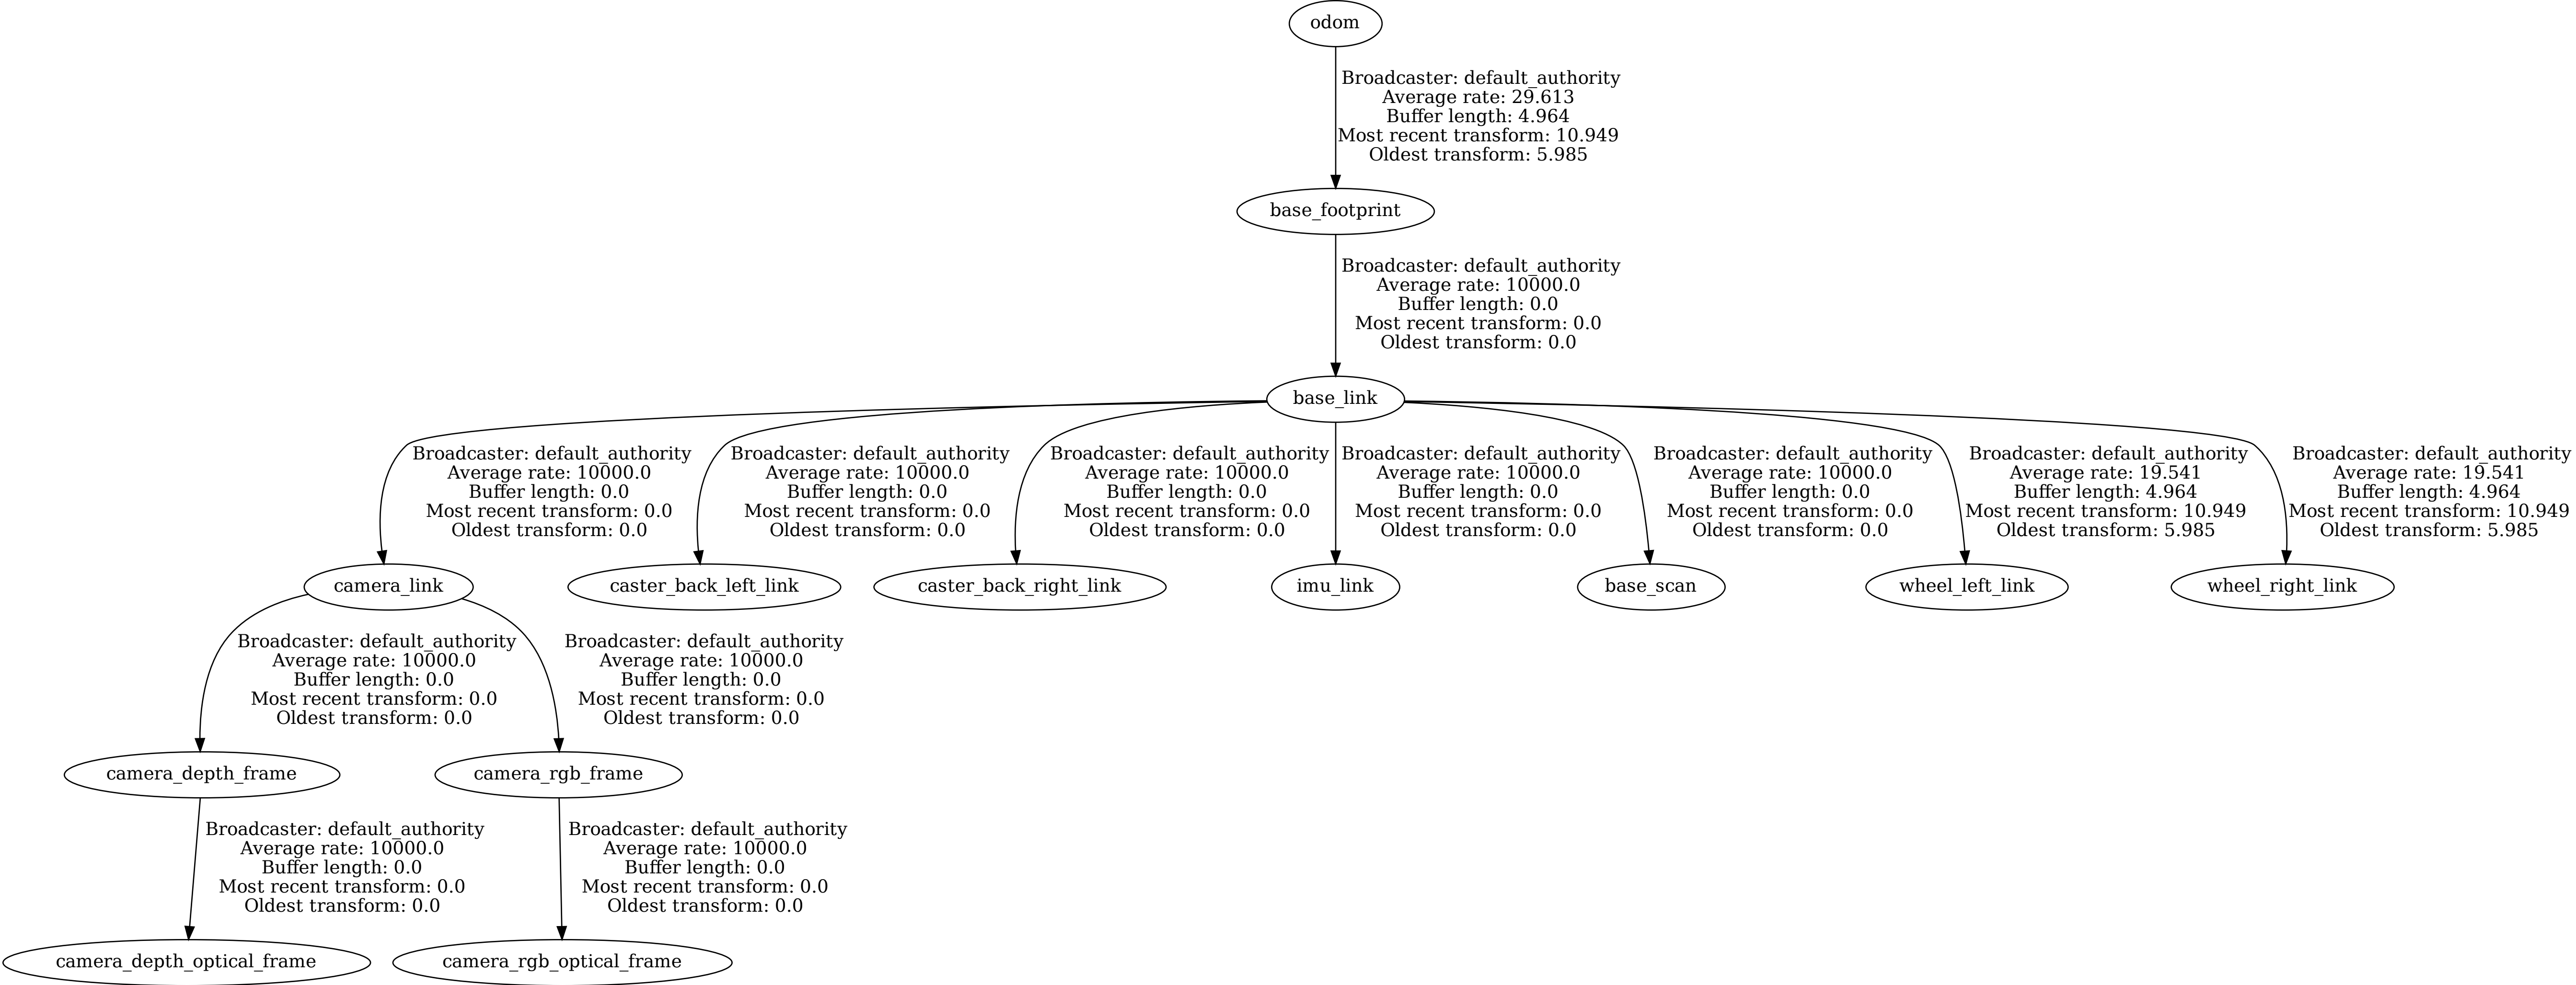 odom
Broadcaster: default_authority
Average rate: 29.613
Buffer length: 4.964
Most recent transform: 10.949
Oldest transform: 5.985
base_footprint
Broadcaster: default_authority
Average rate: 10000.0
Buffer length: 0.0
Most recent transform: 0.0
Oldest transform: 0.0
base_link
Broadcaster: default_authority
Average rate: 10000.0
Buffer length: 0.0
Most recent transform: 0.0
Oldest transform: 0.0
Broadcaster: default_authority
Average rate: 10000.0
Buffer length: 0.0
Most recent transform: 0.0
Oldest transform: 0.0
Broadcaster: default_authority
Average rate: 10000.0
Buffer length: 0.0
Most recent transform: 0.0
Oldest transform: 0.0
Broadcaster: default_authority
Average rate: 10000.0
Buffer length: 0.0
Most recent transform: 0.0
Oldest transform: 0.0
Broadcaster: default_authority
Average rate: 10000.0
Buffer length: 0.0
Most recent transform: 0.0
Oldest transform: 0.0
Broadcaster: default_authority
Average rate: 19.541
Buffer length: 4.964
Most recent transform: 10.949
Oldest transform: 5.985
Broadcaster: default_authority
Average rate: 19.541
Buffer length: 4.964
Most recent transform: 10.949
Oldest transform: 5.985
camera_link
caster_back_left_link
caster_back_right_link
imu_link
base_scan
wheel_left_link
wheel_right_link
Broadcaster: default_authority
Average rate: 10000.0
Buffer length: 0.0
Most recent transform: 0.0
Oldest transform: 0.0
Broadcaster: default_authority
Average rate: 10000.0
Buffer length: 0.0
Most recent transform: 0.0
Oldest transform: 0.0
camera_depth_frame
camera_rgb_frame
Broadcaster: default_authority
Average rate: 10000.0
Buffer length: 0.0
Most recent transform: 0.0
Oldest transform: 0.0
Broadcaster: default_authority
Average rate: 10000.0
Buffer length: 0.0
Most recent transform: 0.0
Oldest transform: 0.0
camera_depth_optical_frame
camera_rgb_optical_frame